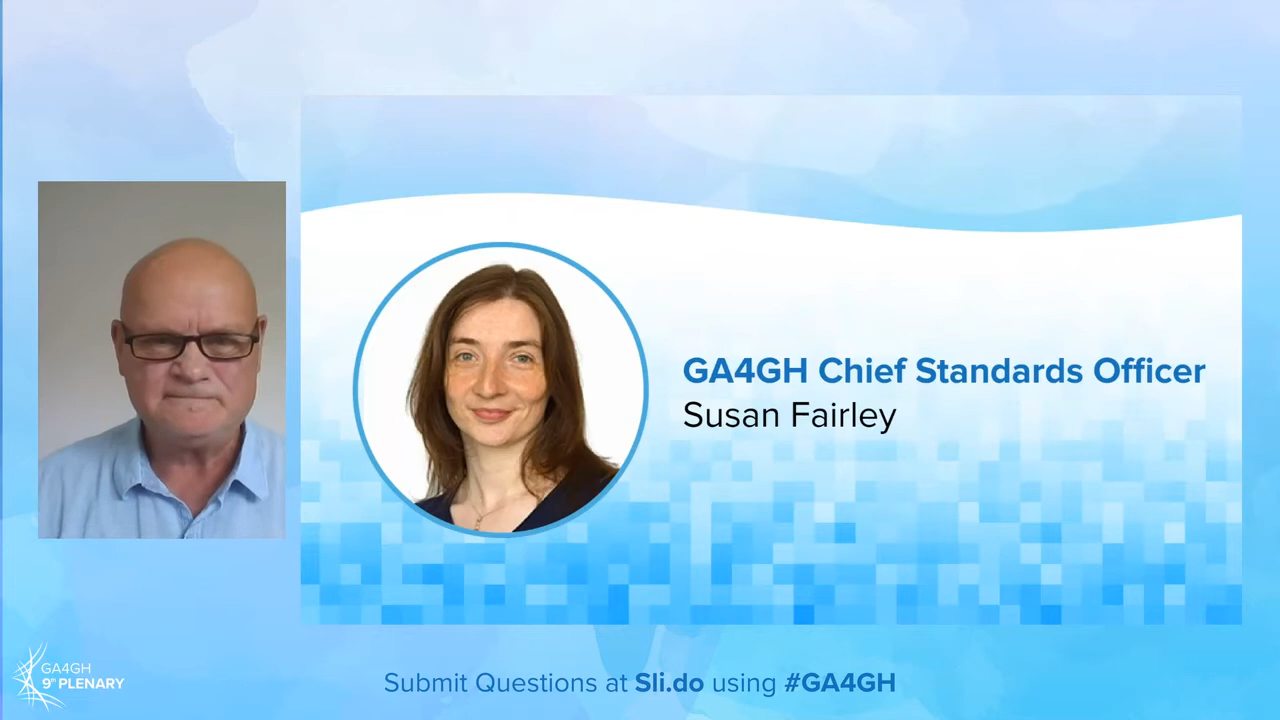 GA4GH Chief Standards Officer
Susan Fairley
GA4GH
9th PLENARY
Submit Questions at Sli.do using #GA4GH